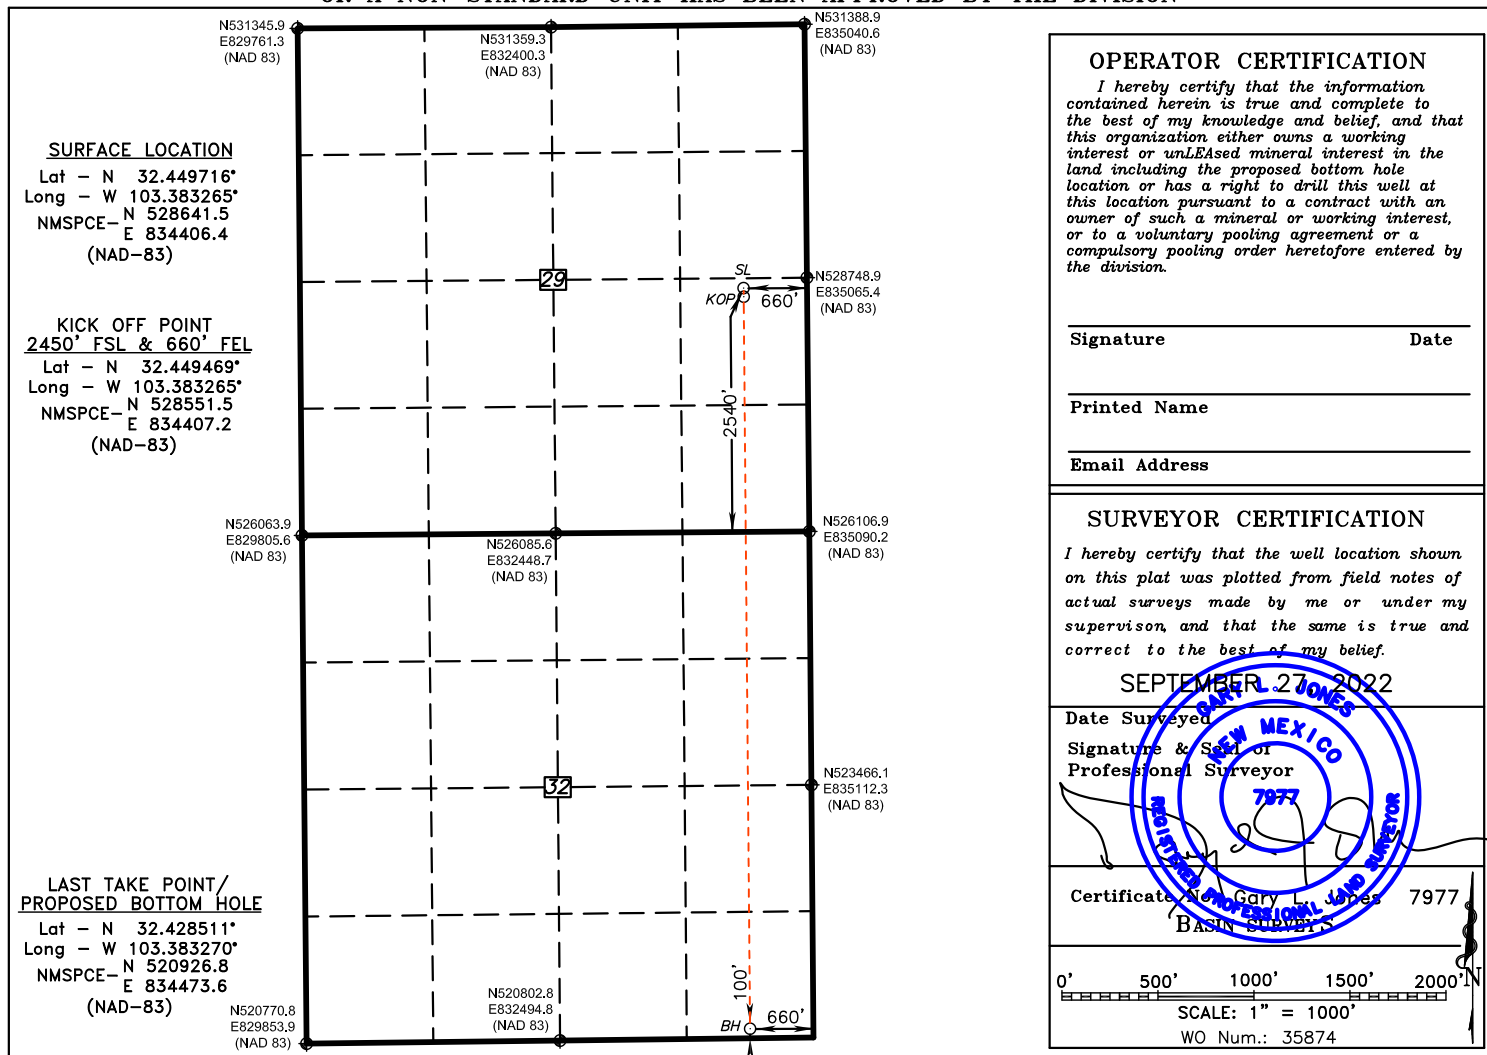 OR A NON-STANDARD UNIT HAS BEEN APPROVED BY THE DIVISION
N531345.9
E829761.3
(NAD 83)
N531359.3
E832400.3
(NAD 83)
N531388.9
E835040.6
(NAD 83)
SURFACE LOCATION
Lat - N 32.449716°
Long - W 103.383265°
NMSPCE- N 528641.5
E 834406.4
(NAD-83)
KICK OFF POINT
2450' FSL & 660' FEL
Lat - N 32.449469°
Long - W 103.383265°
NMSPCE- N 528551.5
E 834407.2
(NAD-83)
29
SL
KOP
660'
N528748.9
E835065.4
(NAD 83)
2540'
N526063.9
E829805.6
(NAD 83)
N526085.6
E832448.7
(NAD 83)
N526106.9
E835090.2
(NAD 83)
32
N523466.1
E835112.3
(NAD 83)
LAST TAKE POINT/
PROPOSED BOTTOM HOLE
Lat - N 32.428511°
Long - W 103.383270°
NMSPCE- N 520926.8
E 834473.6
(NAD-83)
N520770.8
E829853.9
(NAD 83)
N520802.8
E832494.8
(NAD 83)
100'
BH
660'
OPERATOR CERTIFICATION
I hereby certify that the information
contained herein is true and complete to
the best of my knowledge and belief, and that
this organization either owns a working
interest or unLEAsed mineral interest in the
land including the proposed bottom hole
location or has a right to drill this well at
this location pursuant to a contract with an
owner of such a mineral or working interest,
or to a voluntary pooling agreement or a
compulsory pooling order heretofore entered by
the division.
Signature Date
Printed Name
Email Address
SURVEYOR CERTIFICATION
I hereby certify that the well location shown
on this plat was plotted from field notes of
actual surveys made by me or under my
supervison, and that the same is true and
correct to the best of my belief.
SEPTEMBER 27, 2022
Date Surveyed
Signature & Seal of
Professional Surveyor
GARY L. JONES
NEW MEXICO
7977
REGISTERED PROFESSIONAL LAND SURVEYOR
Certificate No. Gary L. Jones 7977
BASIN SURVEYS
0' 500' 1000' 1500' 2000'
N
SCALE: 1" = 1000'
WO Num.: 35874